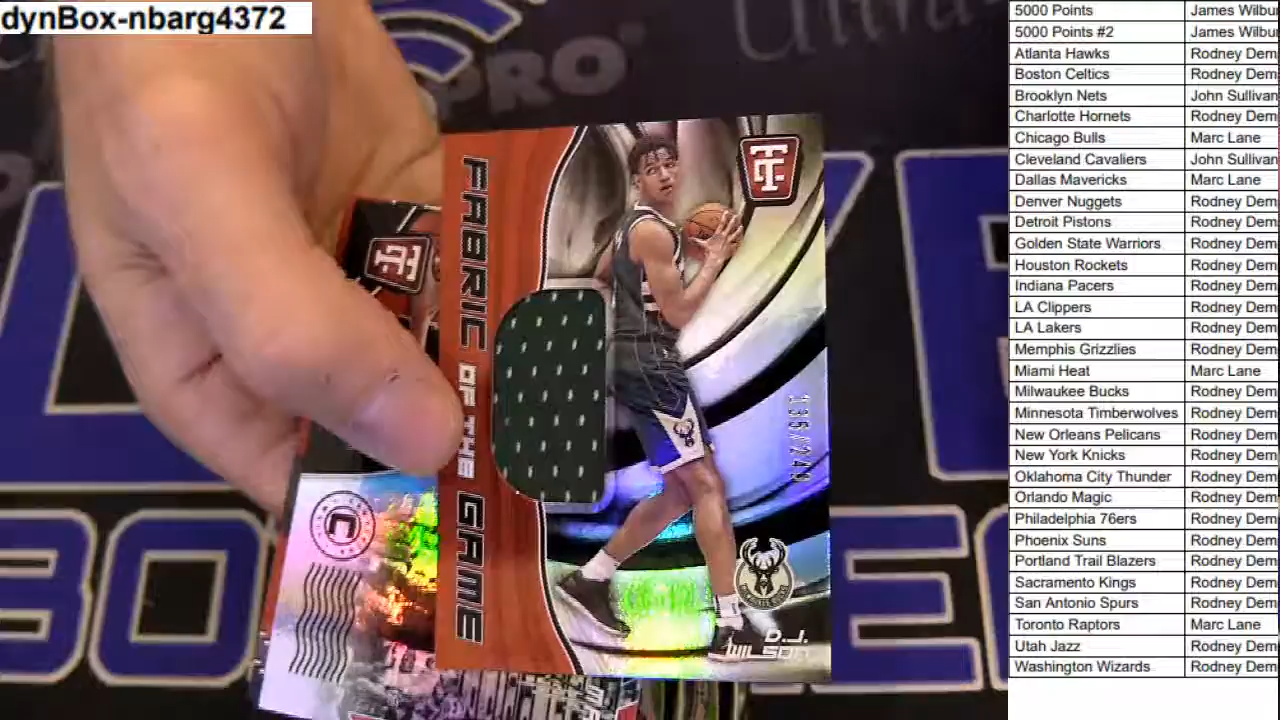 dynBox-nbarg4372
PRO
FABRIC OF THE GAME
TT
136/249
D.J.
WILSON
C
5000 Points James Wilbur
5000 Points #2 James Wilbur
Atlanta Hawks Rodney Dem
Boston Celtics Rodney Dem
Brooklyn Nets John Sullivan
Charlotte Hornets Rodney Dem
Chicago Bulls Marc Lane
Cleveland Cavaliers John Sullivan
Dallas Mavericks Marc Lane
Denver Nuggets Rodney Dem
Detroit Pistons Rodney Dem
Golden State Warriors Rodney Dem
Houston Rockets Rodney Dem
Indiana Pacers Rodney Dem
LA Clippers Rodney Dem
LA Lakers Rodney Dem
Memphis Grizzlies Rodney Dem
Miami Heat Marc Lane
Milwaukee Bucks Rodney Dem
Minnesota Timberwolves Rodney Dem
New Orleans Pelicans Rodney Dem
New York Knicks Rodney Dem
Oklahoma City Thunder Rodney Dem
Orlando Magic Rodney Dem
Philadelphia 76ers Rodney Dem
Phoenix Suns Rodney Dem
Portland Trail Blazers Rodney Dem
Sacramento Kings Rodney Dem
San Antonio Spurs Rodney Dem
Toronto Raptors Marc Lane
Utah Jazz Rodney Dem
Washington Wizards Rodney Dem